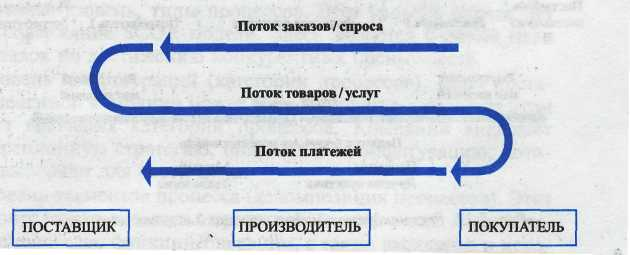 Поток заказов/спроса
Поток товаров/услуг
Поток платежей
ПОСТАВЩИК ПРОИЗВОДИТЕЛЬ ПОКУПАТЕЛЬ